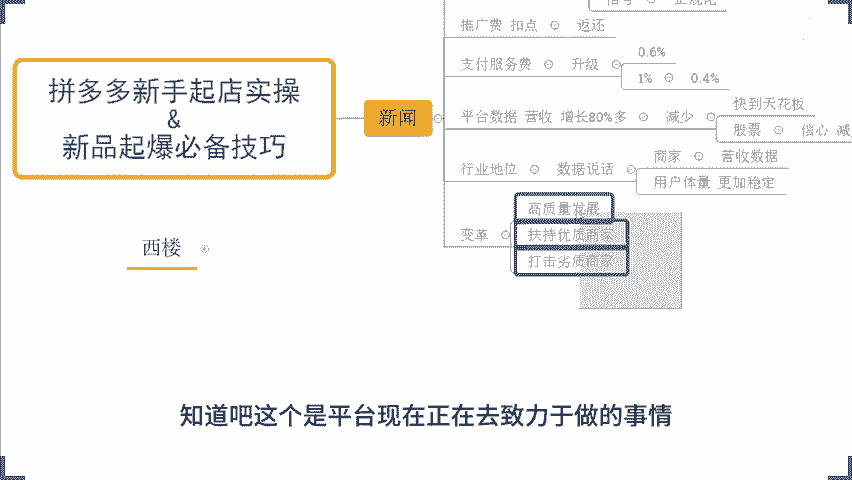 信号 正规化
推广费 扣点 返还
支付服务费 升级 0.6%
1% 0.4%
拼多多新手起店实操
&
新品起爆必备技巧
新闻
平台数据 营收 增长80%多 减少 快到天花板
股票 信心 减
行业地位 数据说话 商家 营收数据
用户体量 更加稳定
变革 高质量发展
扶持优质商家
打击劣质商家
西楼
知道吧这个是平台现在正在去致力于做的事情